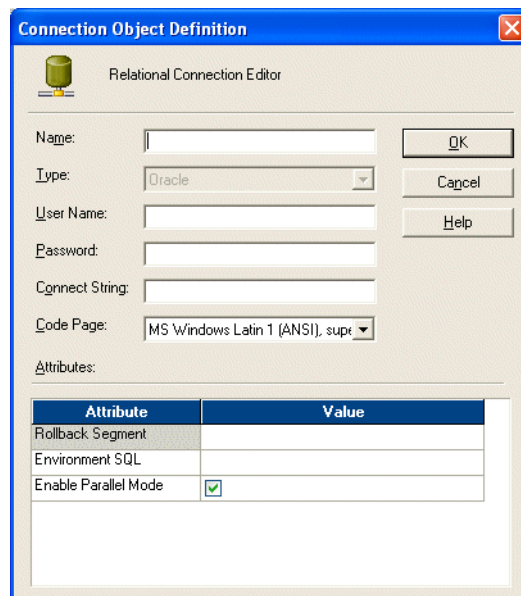 Connection Object Definition
Relational Connection Editor
Name:
OK
Type:
Oracle
Cancel
User Name:
Help
Password:
Connect String:
Code Page:
MS Windows Latin 1 (ANSI), supe
Attributes:
Attribute Value
Rollback Segment
Environment SQL
Enable Parallel Mode